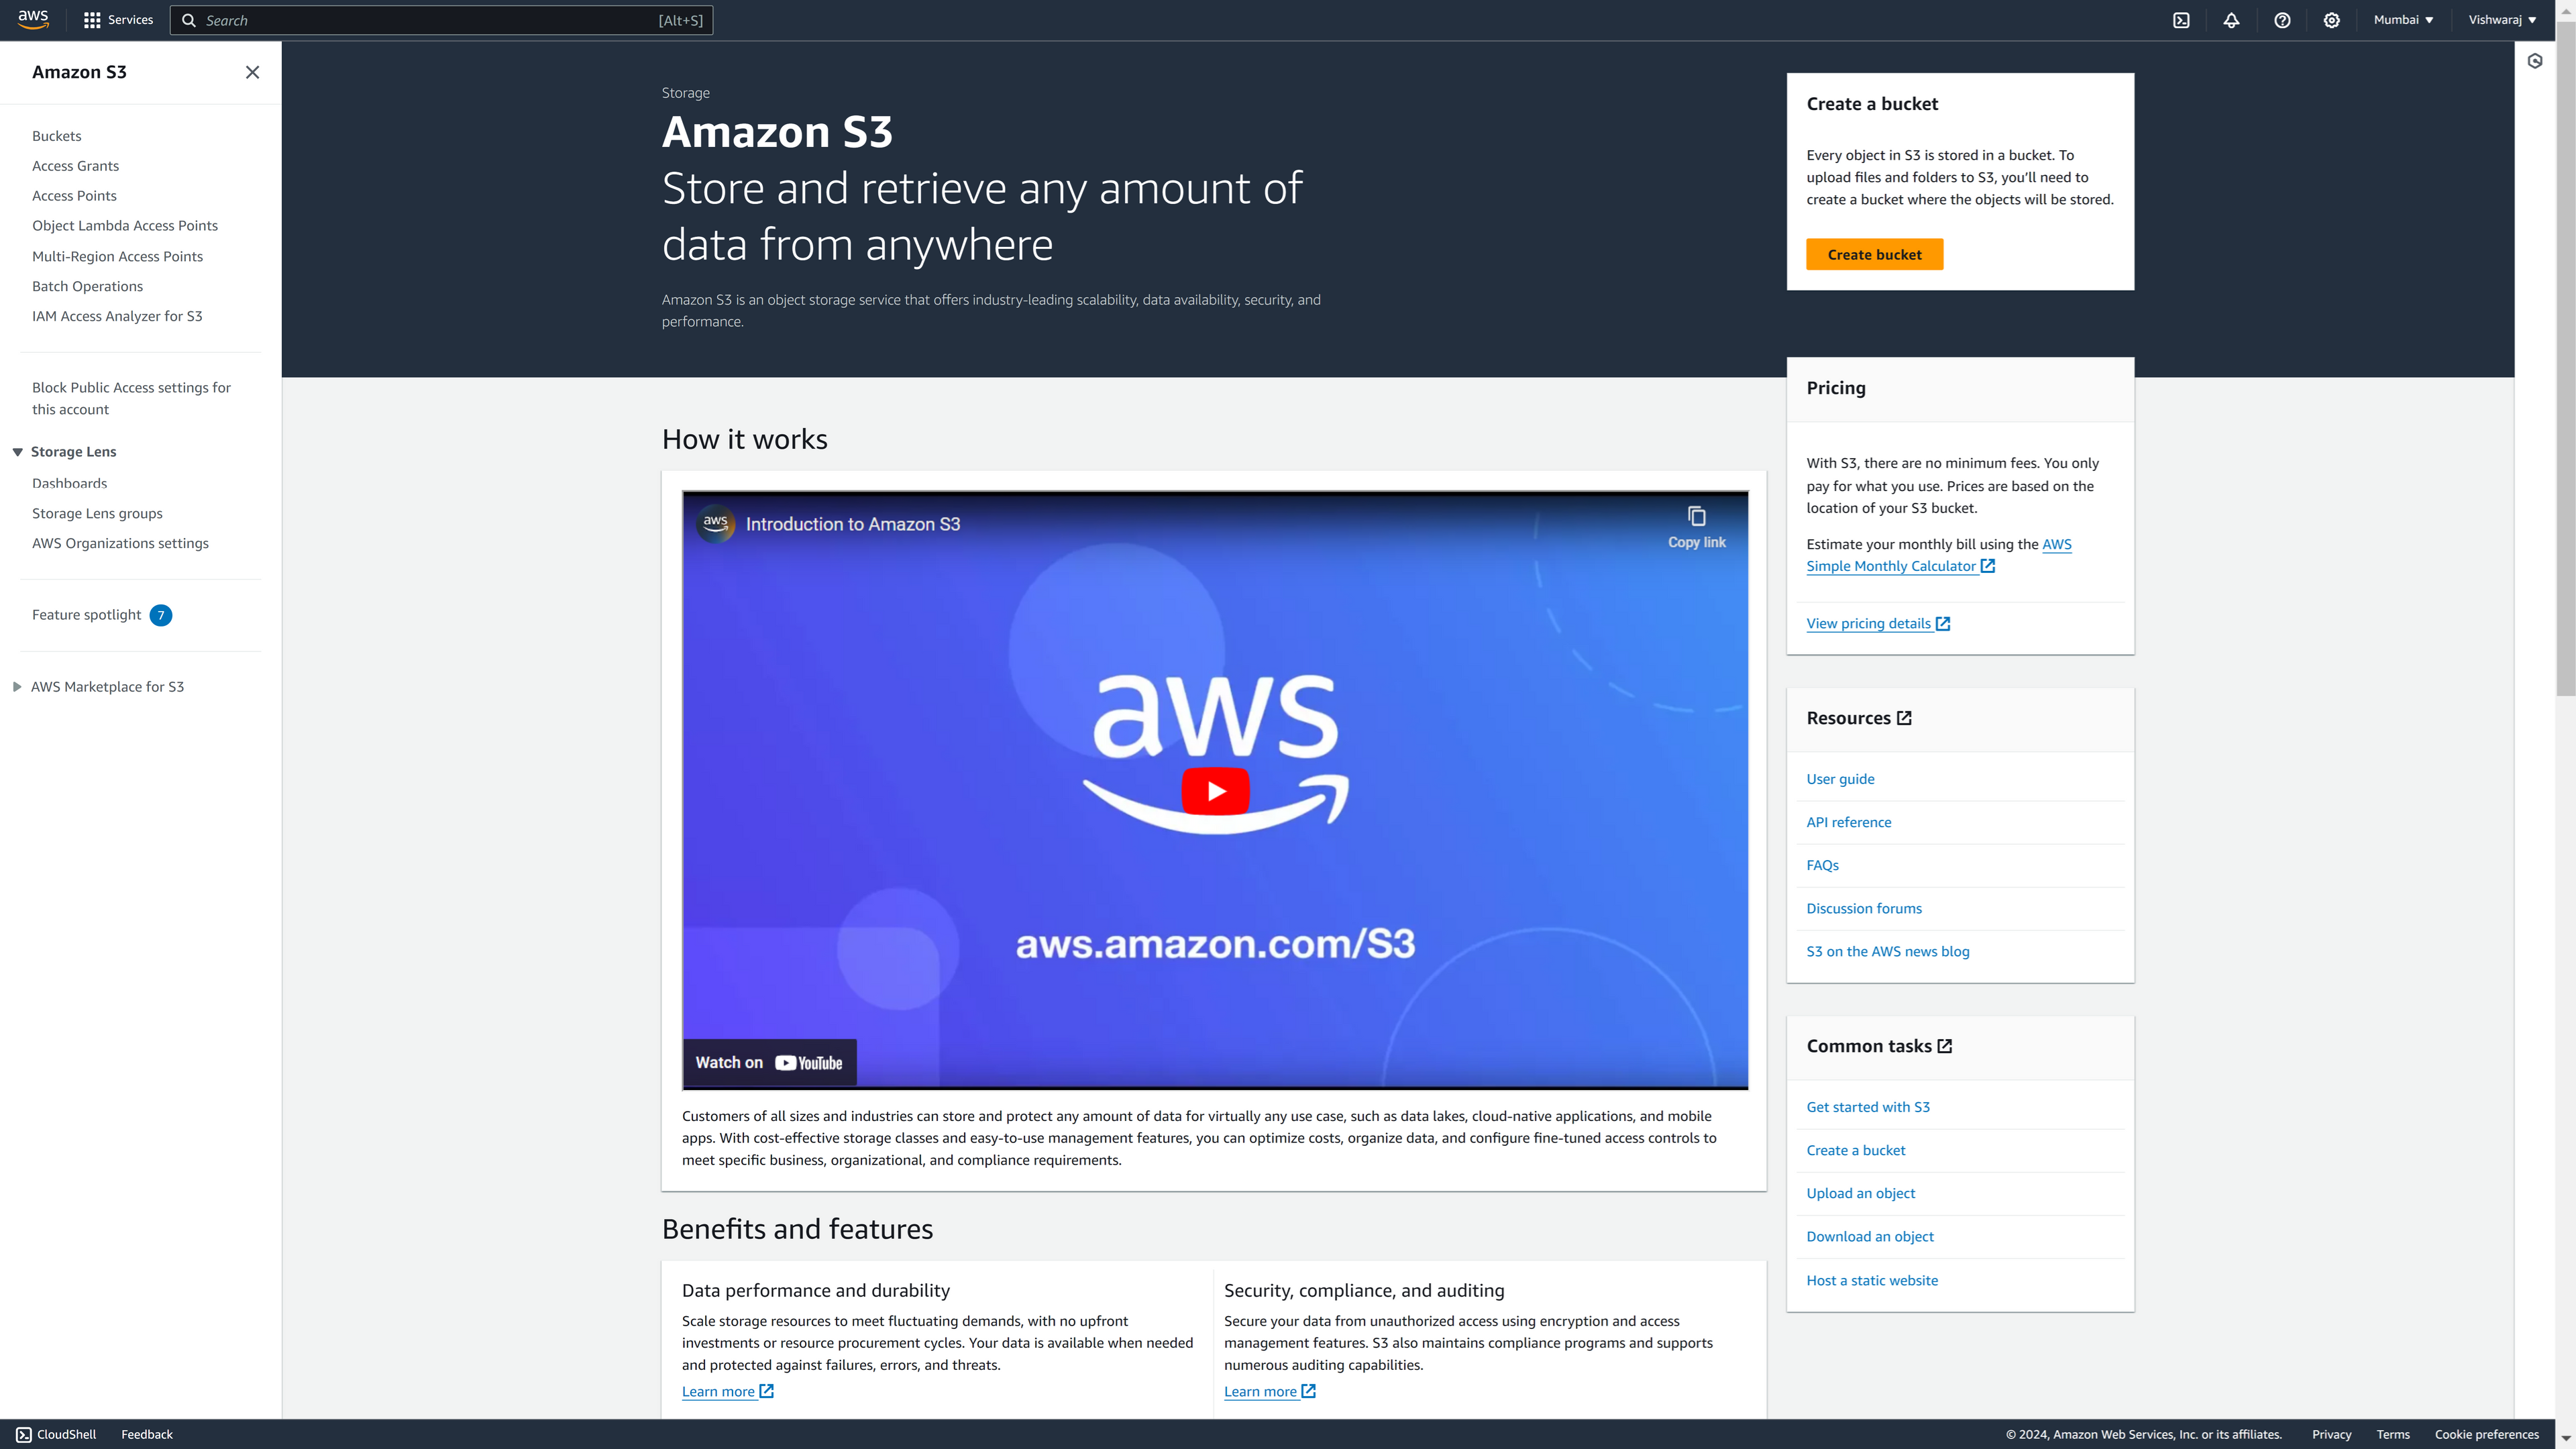 aws
Services
Search
[Alt+S]
Mumbai
Vishwaraj
Amazon S3
Buckets
Access Grants
Access Points
Object Lambda Access Points
Multi-Region Access Points
Batch Operations
IAM Access Analyzer for S3
Block Public Access settings for
this account
Storage Lens
Dashboards
Storage Lens groups
AWS Organizations settings
Feature spotlight 7
AWS Marketplace for S3
Storage
Amazon S3
Store and retrieve any amount of
data from anywhere
Amazon S3 is an object storage service that offers industry-leading scalability, data availability, security, and
performance.
How it works
aws
Introduction to Amazon S3
Copy link
aws
aws.amazon.com/S3
Watch on YouTube
Customers of all sizes and industries can store and protect any amount of data for virtually any use case, such as data lakes, cloud-native applications, and mobile
apps. With cost-effective storage classes and easy-to-use management features, you can optimize costs, organize data, and configure fine-tuned access controls to
meet specific business, organizational, and compliance requirements.
Benefits and features
Data performance and durability
Scale storage resources to meet fluctuating demands, with no upfront
investments or resource procurement cycles. Your data is available when needed
and protected against failures, errors, and threats.
Learn more
Security, compliance, and auditing
Secure your data from unauthorized access using encryption and access
management features. S3 also maintains compliance programs and supports
numerous auditing capabilities.
Learn more
Create a bucket
Every object in S3 is stored in a bucket. To
upload files and folders to S3, you’ll need to
create a bucket where the objects will be stored.
Create bucket
Pricing
With S3, there are no minimum fees. You only
pay for what you use. Prices are based on the
location of your S3 bucket.
Estimate your monthly bill using the AWS
Simple Monthly Calculator
View pricing details
Resources
User guide
API reference
FAQs
Discussion forums
S3 on the AWS news blog
Common tasks
Get started with S3
Create a bucket
Upload an object
Download an object
Host a static website
CloudShell
Feedback
© 2024, Amazon Web Services, Inc. or its affiliates.
Privacy
Terms
Cookie preferences